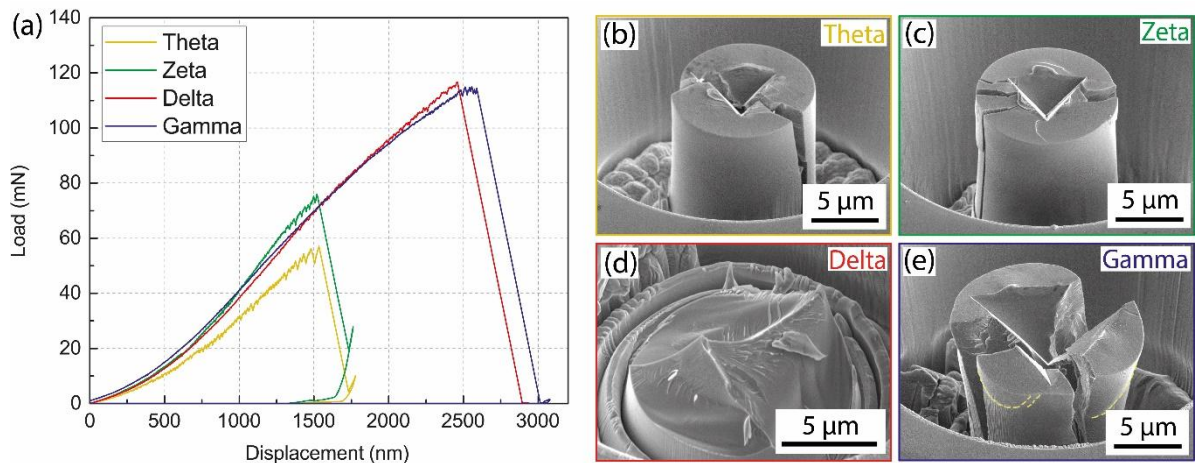 (a)
140
120
100
80
60
40
20
0
Load (mN)
Theta
Zeta
Delta
Gamma
0 500 1000 1500 2000 2500 3000
Displacement (nm)
(b) Theta
5 µm
(c) Zeta
5 µm
(d) Delta
5 µm
(e) Gamma
5 µm